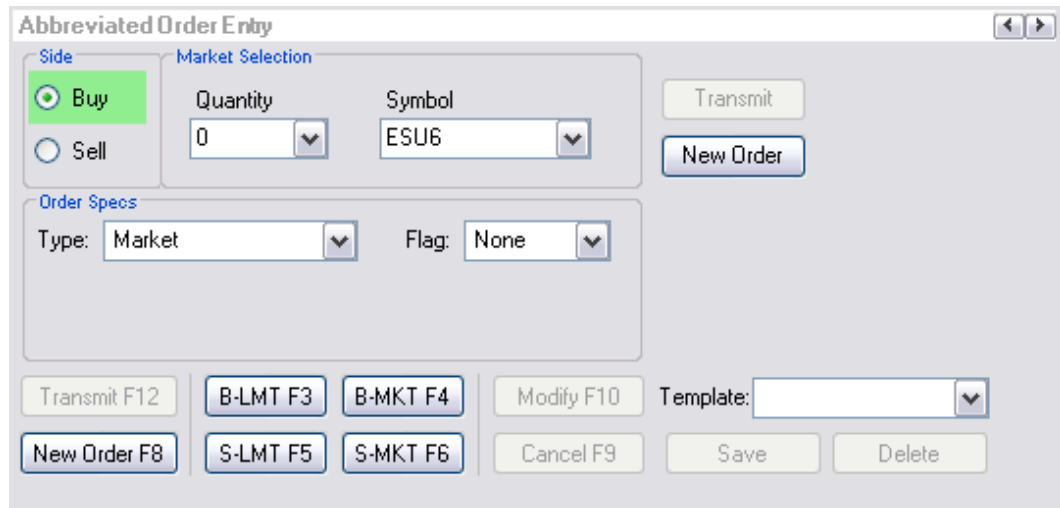 Abbreviated Order Entry
Side
Market Selection
Buy
Quantity
Symbol
Transmit
Sell
0
ESU6
New Order
Order Specs
Type: Market
Flag: None
Transmit F12
B-LMT F3
B-MKT F4
Modify F10
Template:
New Order F8
S-LMT F5
S-MKT F6
Cancel F9
Save
Delete